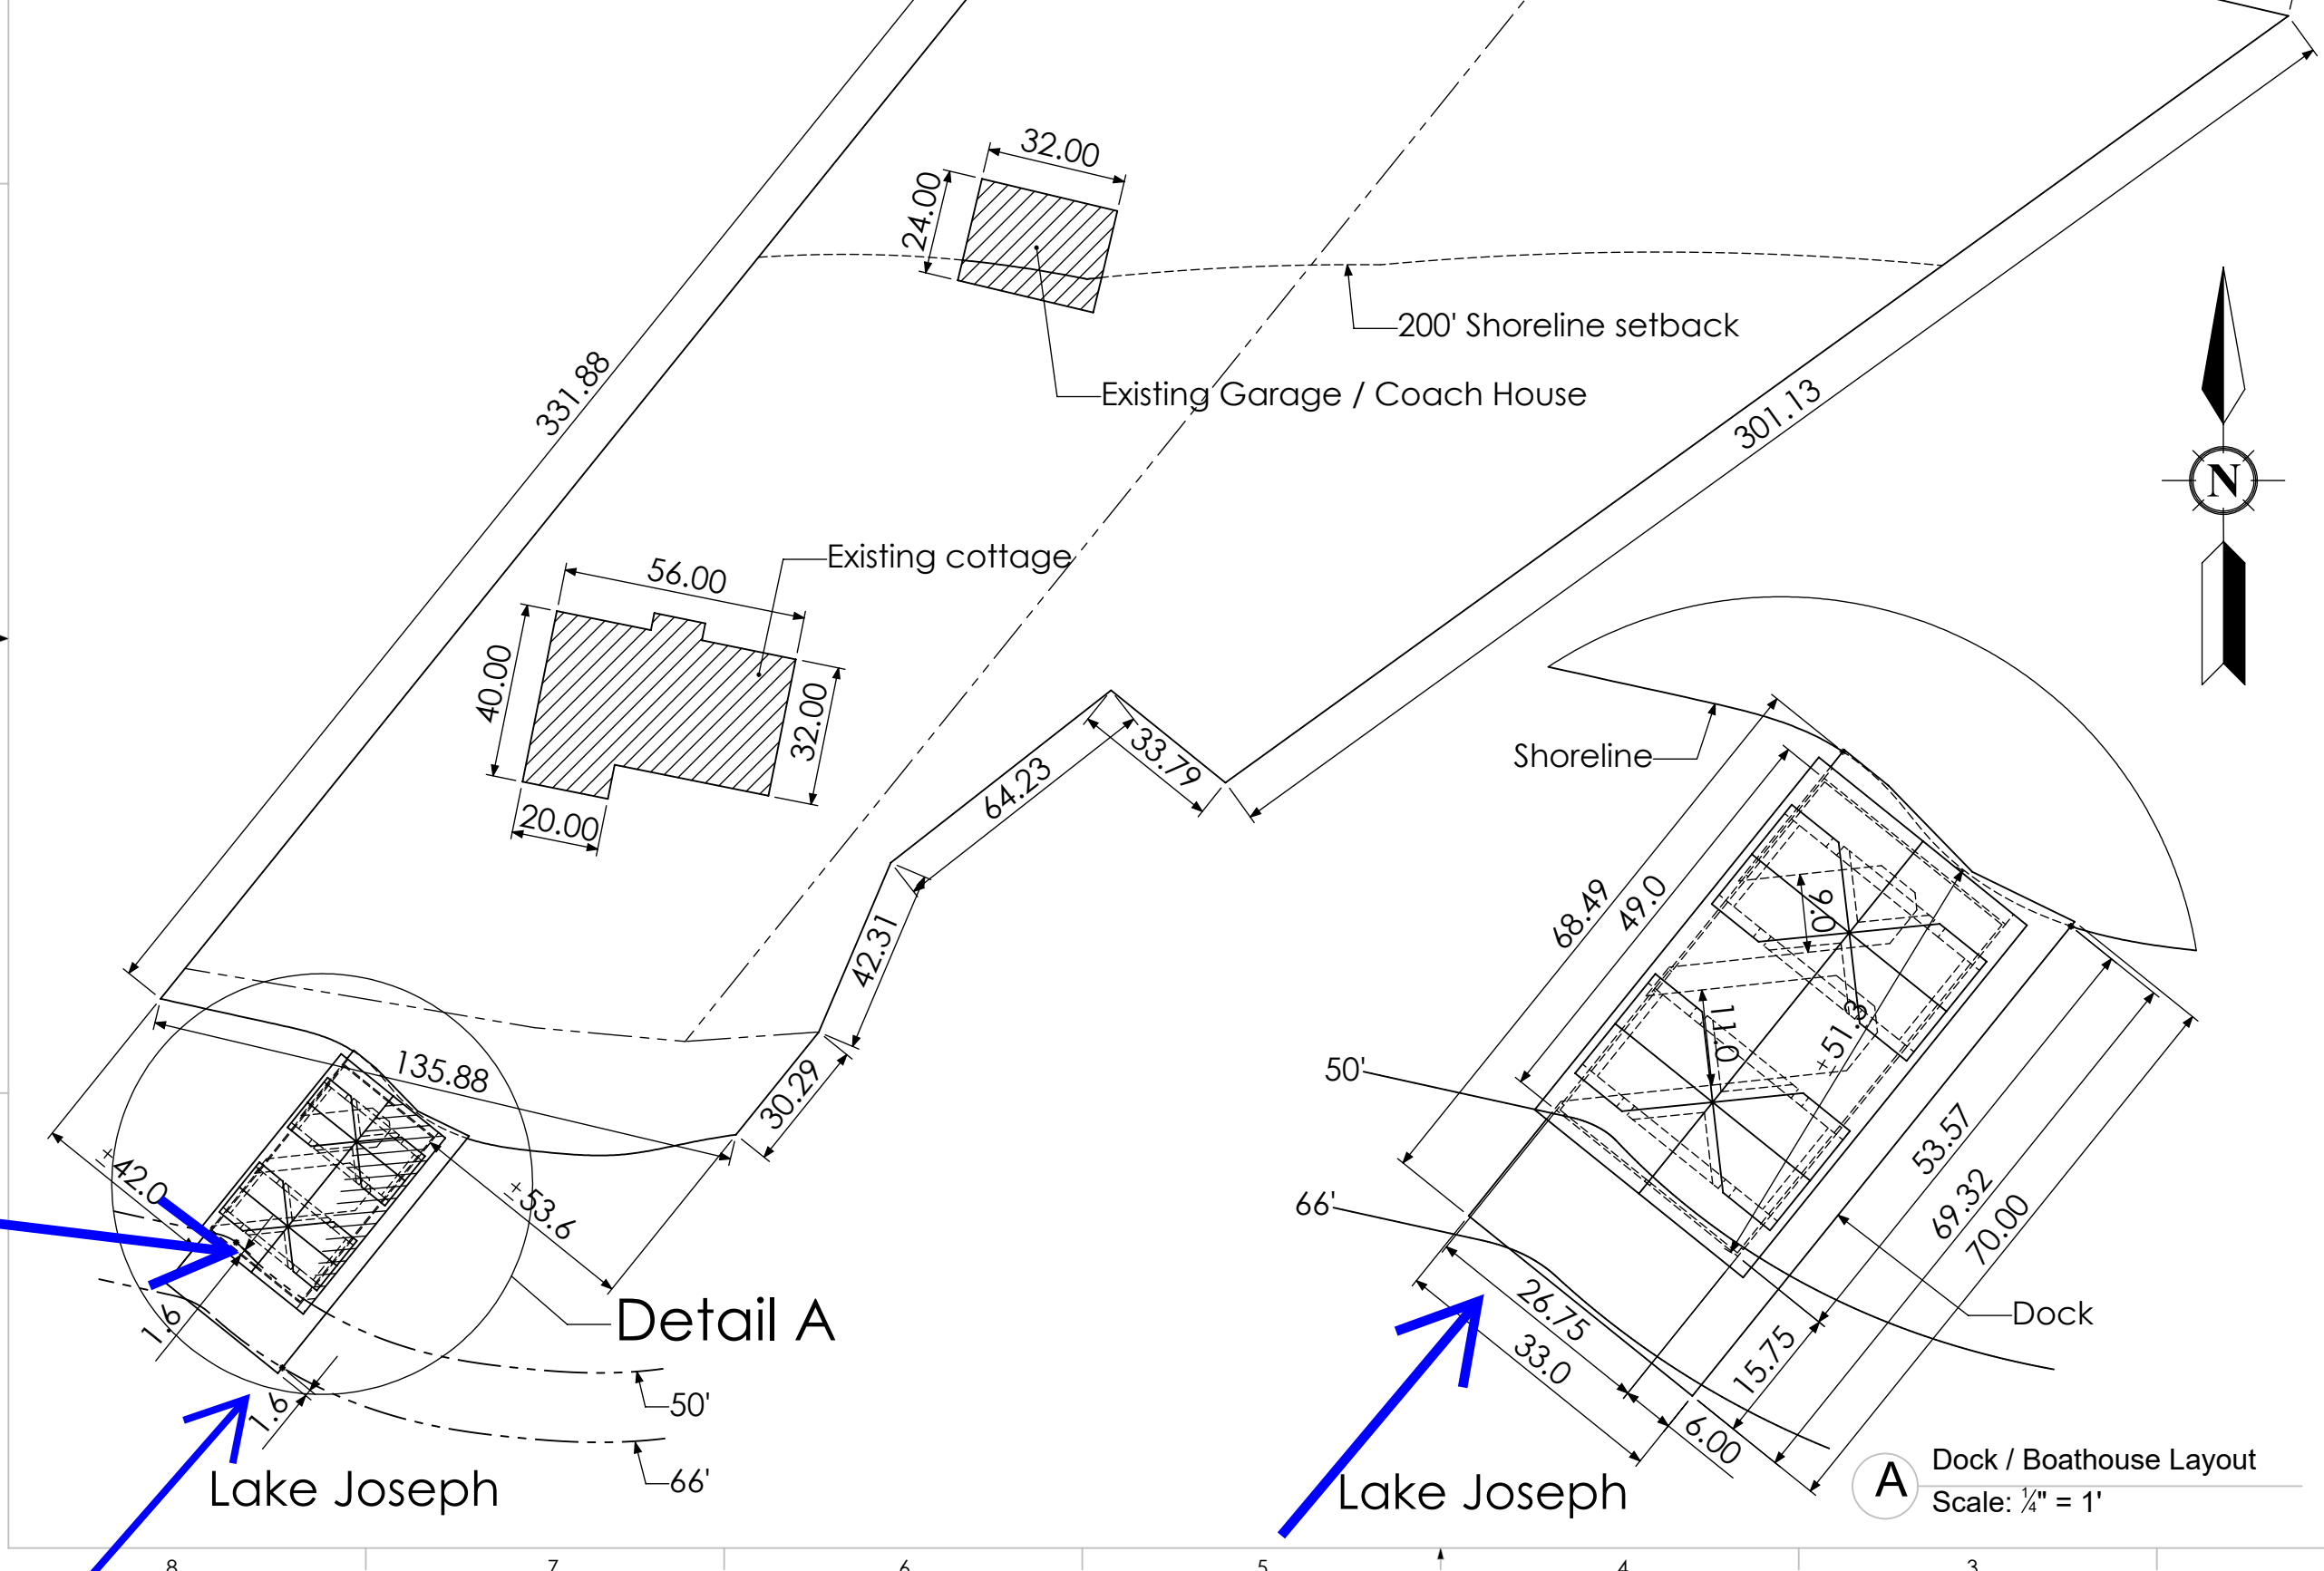 32.00
24.00
200' Shoreline setback
Existing Garage / Coach House
331.88
301.13
N
Existing cottage
56.00
40.00
32.00
20.00
33.79
64.23
42.31
30.29
135.88
±42.0
±53.6
1.6
1.6
Detail A
50'
66'
Lake Joseph
Shoreline
68.49
49.0
9.0
11.0
±51.3
50'
66'
53.57
69.32
70.00
26.75
33.0
15.75
6.00
Dock
Lake Joseph
A
Dock / Boathouse Layout
Scale: ¼" = 1'
8 7 6 5 4 3